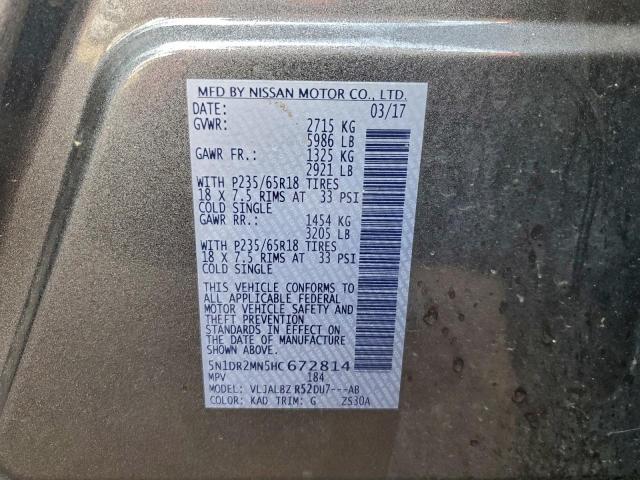 MFD BY NISSAN MOTOR CO., LTD.
DATE: 03/17
GVWR: 2715 KG
5986 LB
GAWR FR.: 1325 KG
2921 LB
WITH P235/65R18 TIRES
18 X 7.5 RIMS AT 33 PSI
COLD SINGLE
GAWR RR.: 1454 KG
3205 LB
WITH P235/65R18 TIRES
18 X 7.5 RIMS AT 33 PSI
COLD SINGLE
THIS VEHICLE CONFORMS TO
ALL APPLICABLE FEDERAL
MOTOR VEHICLE SAFETY AND
THEFT PREVENTION
STANDARDS IN EFFECT ON
THE DATE OF MANUFACTURE
SHOWN ABOVE.
5N1DR2MN5HC672814
MPV 184
MODEL: VLJALBZ R52DU7---AB
COLOR: KAD TRIM: G ZS30A